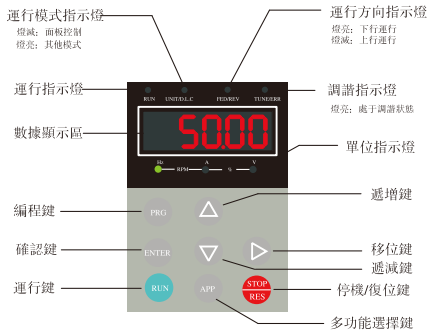 運行模式指示燈
燈滅：面板控制
燈亮：其他模式
運行方向指示燈
燈亮：下行運行
燈滅：上行運行
運行指示燈
調諧指示燈
燈亮：處于調諧狀態
RUN UNIT/D.L.C FED/REV TUNE/ERR
數據顯示區
50.00
單位指示燈
Hz A V
RPM %
編程鍵
PRG
遞增鍵
確認鍵
ENTER
移位鍵
遞減鍵
運行鍵
RUN
APP
STOP
RES
停機/復位鍵
多功能選擇鍵